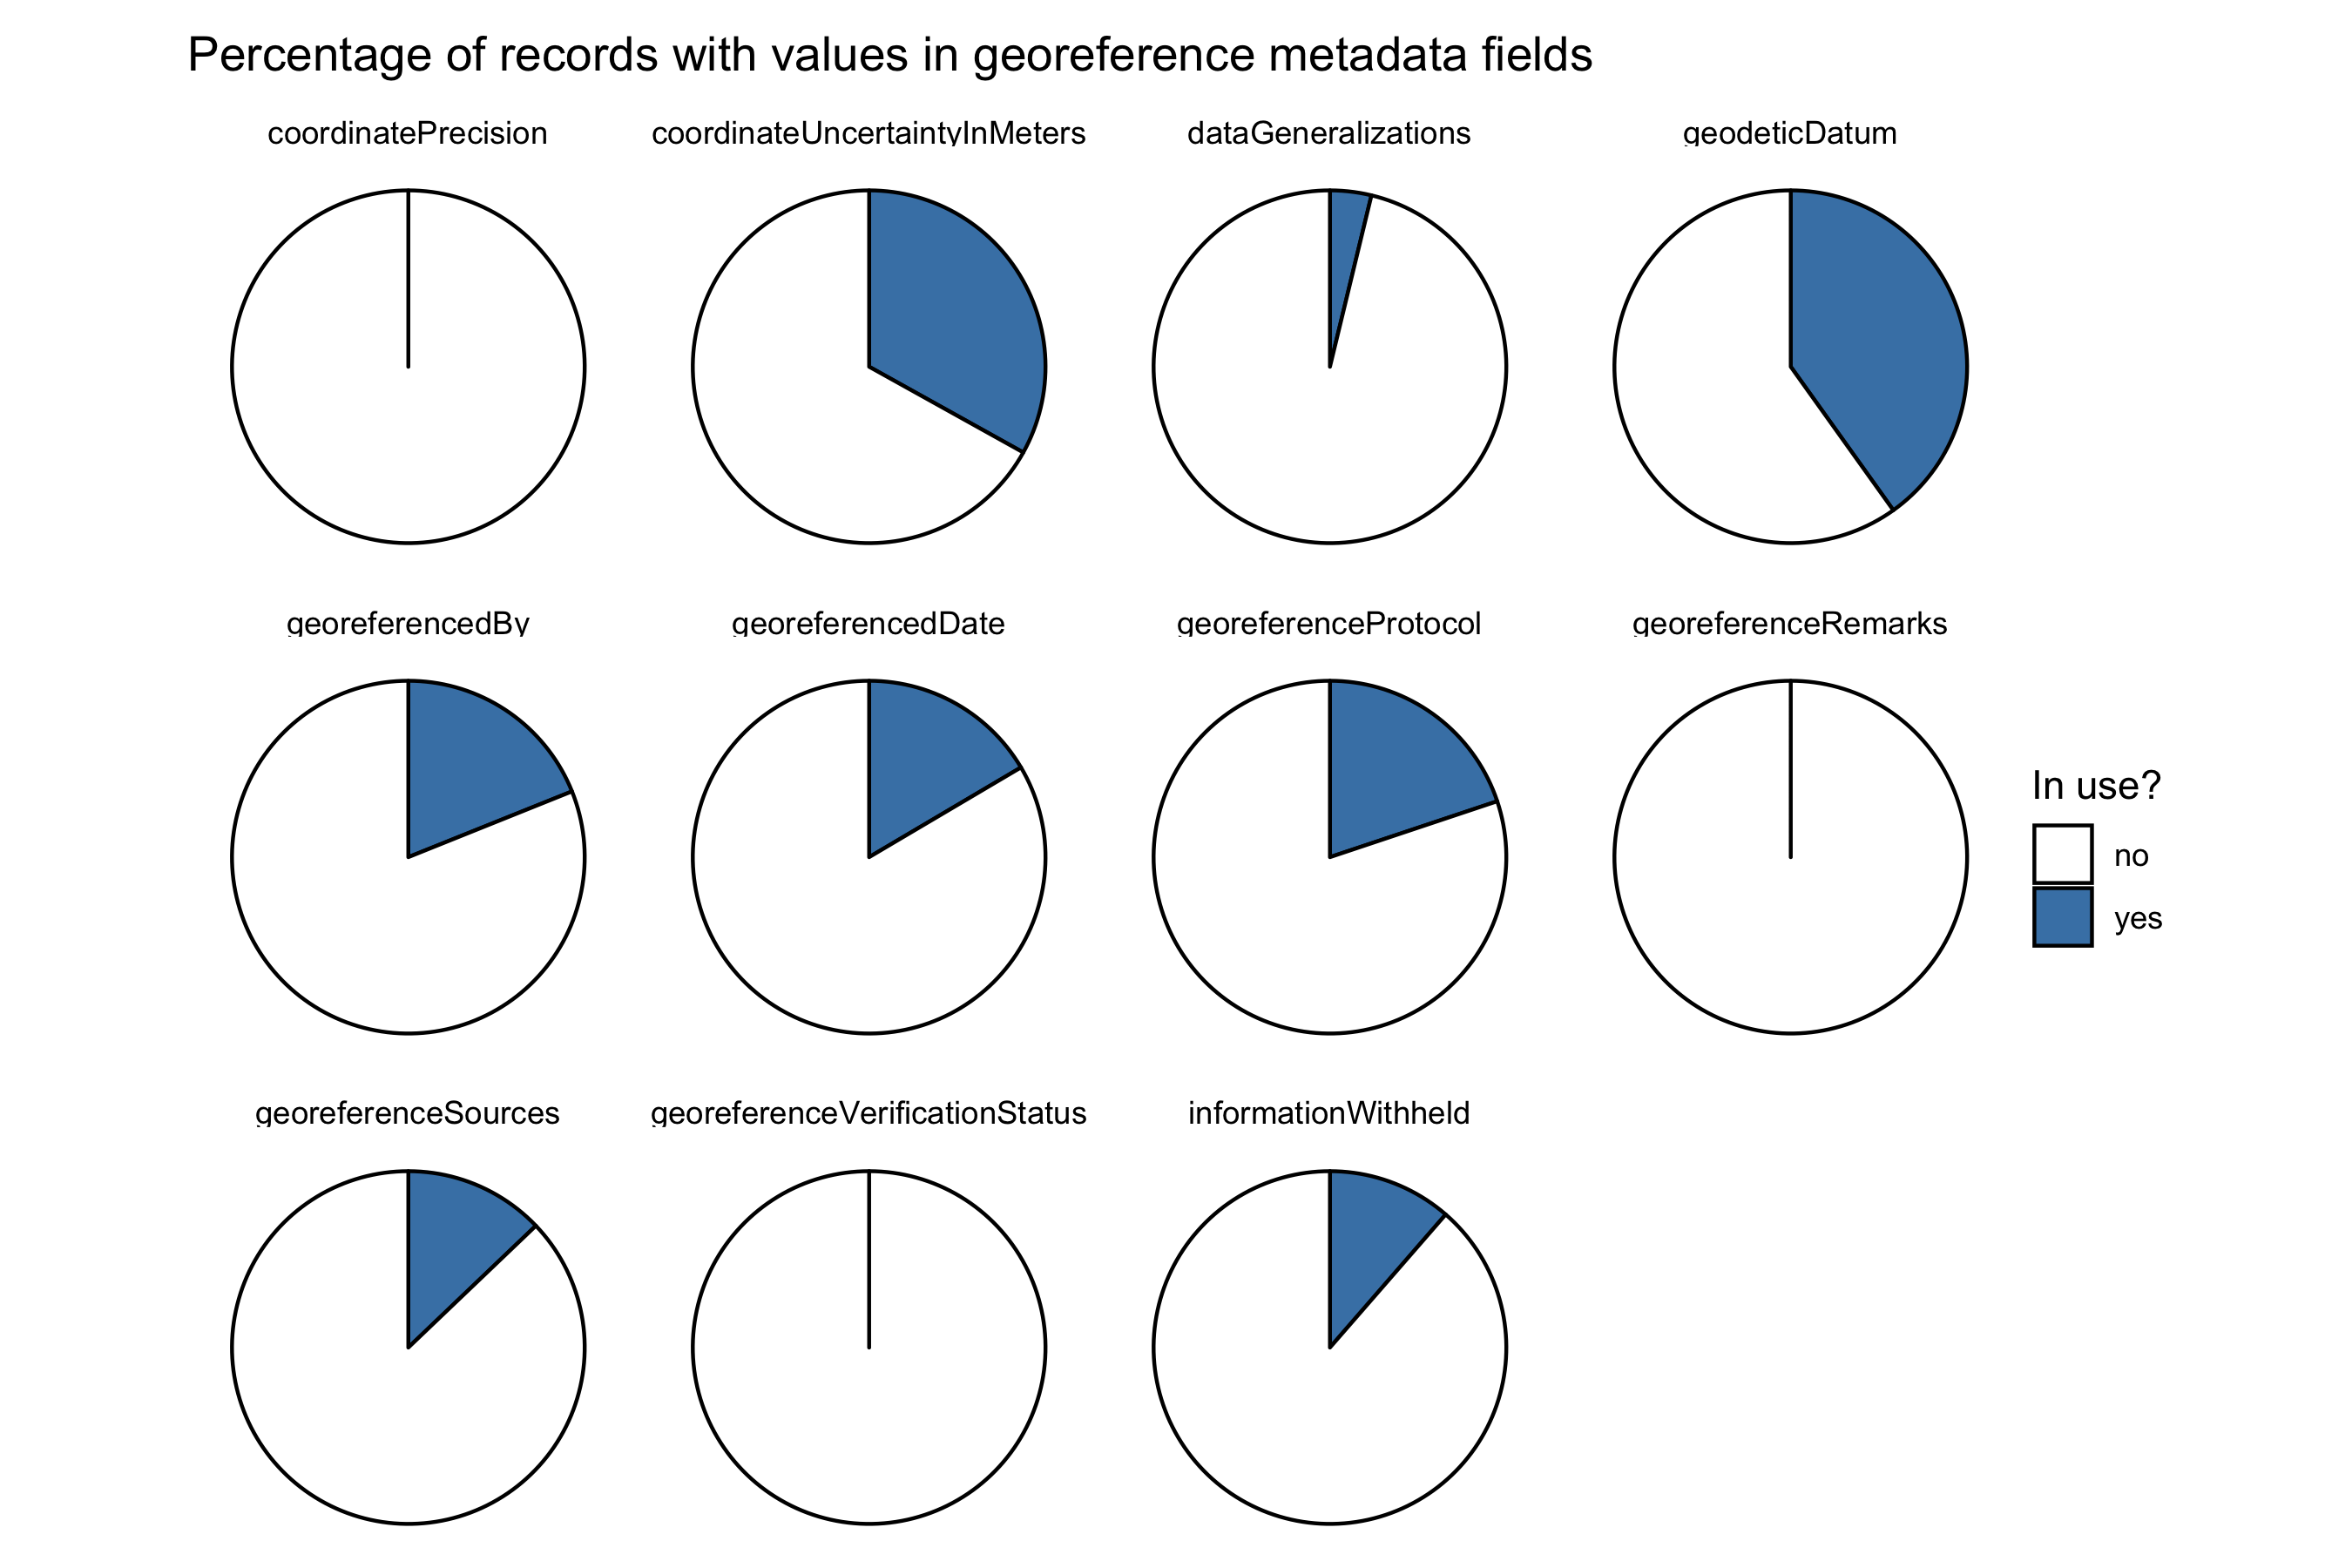 Percentage of records with values in georeference metadata fields
coordinatePrecision
coordinateUncertaintyInMeters
dataGeneralizations
geodeticDatum
georeferencedBy
georeferencedDate
georeferenceProtocol
georeferenceRemarks
In use?
no
yes
georeferenceSources
georeferenceVerificationStatus
informationWithheld